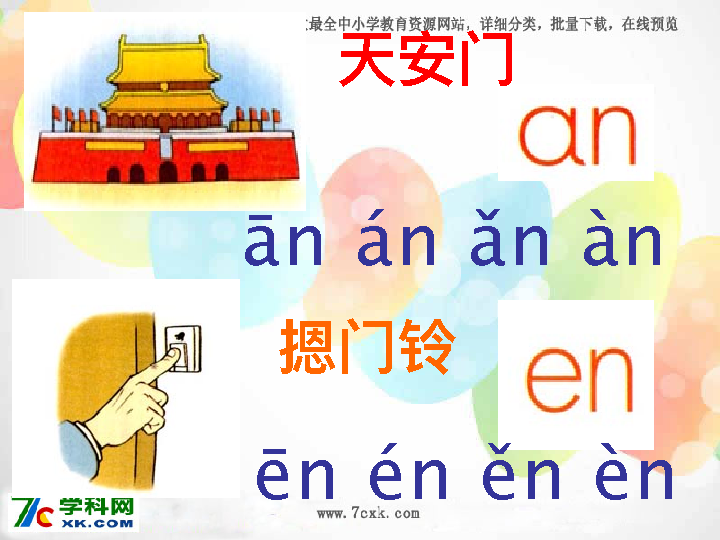 最全中小学教育资源网站，详细分类，批量下载，在线预览
天安门
an
ān án ǎn àn
摁门铃
en
ēn én ěn èn
7C 学科网
XK.COM
www.7cxk.com